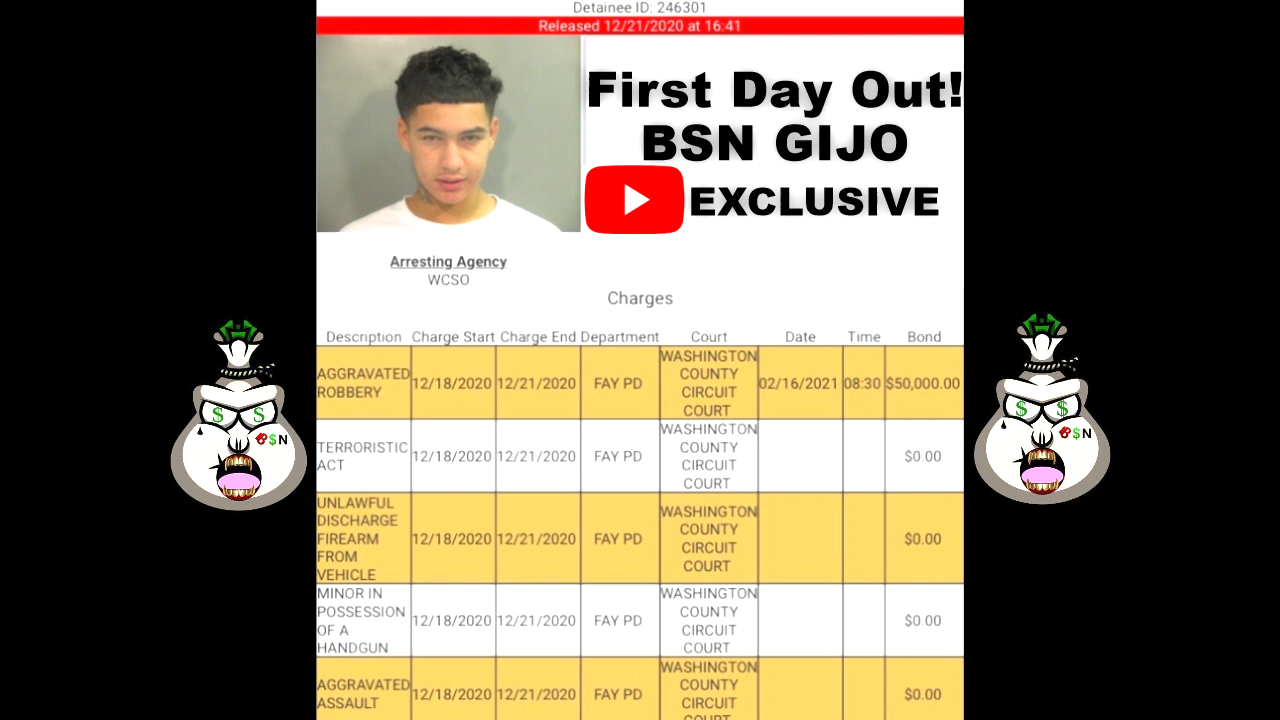 Detainee ID: 246301
Released 12/21/2020 at 16:41
First Day Out!
BSN GIJO
EXCLUSIVE
Arresting Agency
WCSO
Charges
Description Charge Start Charge End Department Court Date Time Bond
AGGRAVATED
ROBBERY
12/18/2020 12/21/2020 FAY PD
WASHINGTON
COUNTY
CIRCUIT
COURT
02/16/2021 08:30 $50,000.00
TERRORISTIC
ACT
12/18/2020 12/21/2020 FAY PD
WASHINGTON
COUNTY
CIRCUIT
COURT
$0.00
UNLAWFUL
DISCHARGE
FIREARM
FROM
VEHICLE
12/18/2020 12/21/2020 FAY PD
WASHINGTON
COUNTY
CIRCUIT
COURT
$0.00
MINOR IN
POSSESSION
OF A
HANDGUN
12/18/2020 12/21/2020 FAY PD
WASHINGTON
COUNTY
CIRCUIT
COURT
$0.00
AGGRAVATED
ASSAULT
12/18/2020 12/21/2020 FAY PD
WASHINGTON
COUNTY
CIRCUIT
COURT
$0.00
$ $
B$N
$ $
B$N